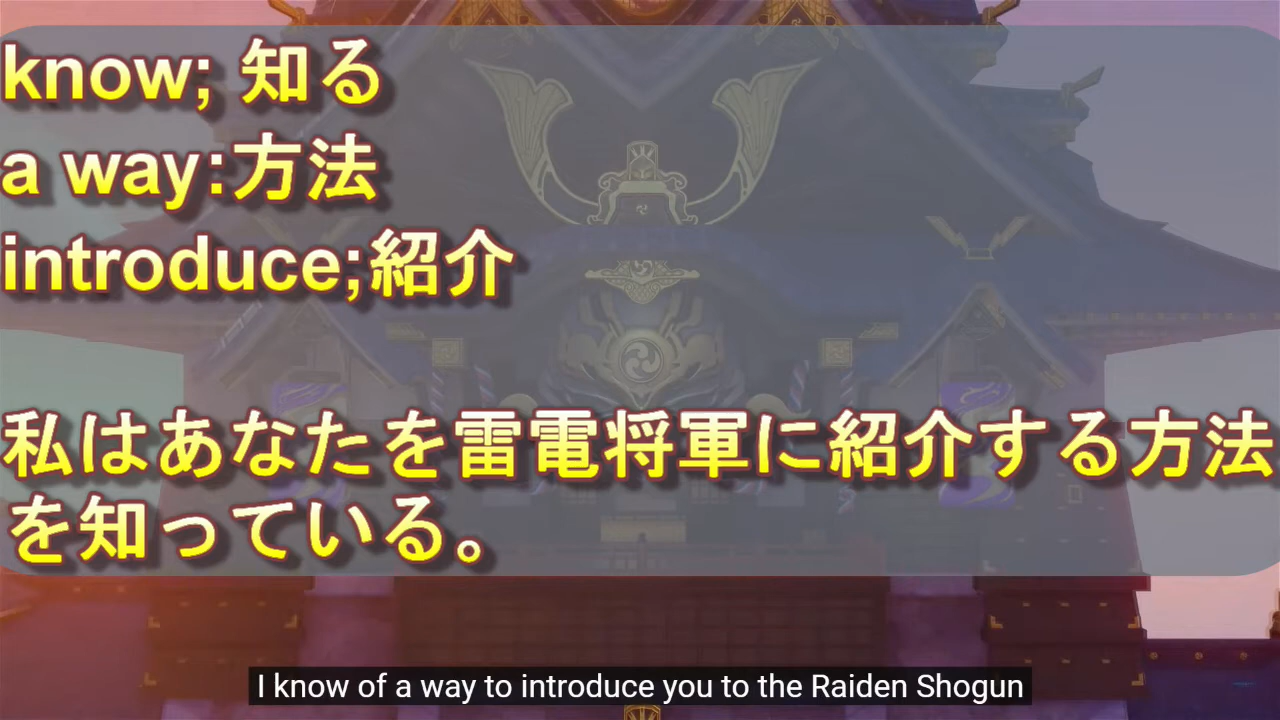 know; 知る
a way:方法
introduce;紹介
私はあなたを雷電将軍に紹介する方法
を知っている。
I know of a way to introduce you to the Raiden Shogun